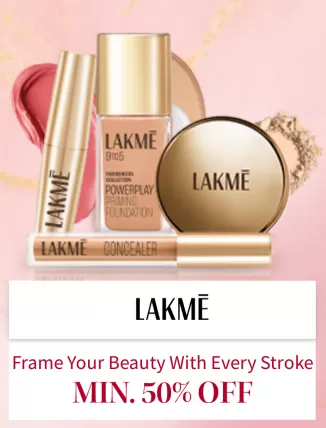 LAKMĒ
LAKMĒ
9to5
POWERPLAY
PRIMING
FOUNDATION
LAKMĒ
LAKMĒ CONCEALER
LAKMĒ
Frame Your Beauty With Every Stroke
MIN. 50% OFF